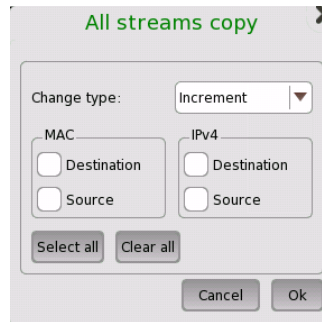 All streams copy
Change type: Increment
MAC IPv4
Destination Destination
Source Source
Select all Clear all
Cancel Ok